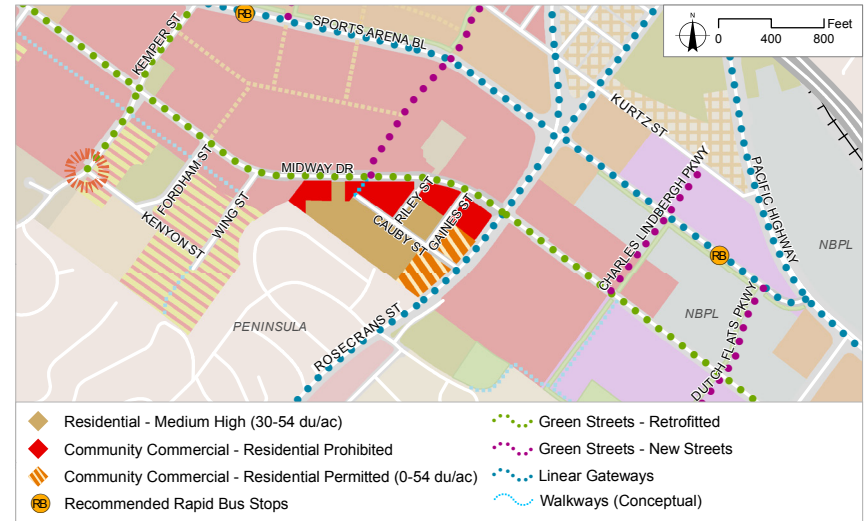 RB
SPORTS ARENA BL
N
Feet
0 400 800
KEMPER ST
KURTZ ST
MIDWAY DR
FORDHAM ST
WING ST
KENYON ST
RILEY ST
CAUBY ST
GAINES ST
CHARLES LINDBERGH PKWY
PACIFIC HIGHWAY
NBPL
RB
NBPL
DUTCH FLATS PKWY
PENINSULA
ROSECRANS ST
Residential - Medium High (30-54 du/ac)
Community Commercial - Residential Prohibited
Community Commercial - Residential Permitted (0-54 du/ac)
RB Recommended Rapid Bus Stops
Green Streets - Retrofitted
Green Streets - New Streets
Linear Gateways
Walkways (Conceptual)